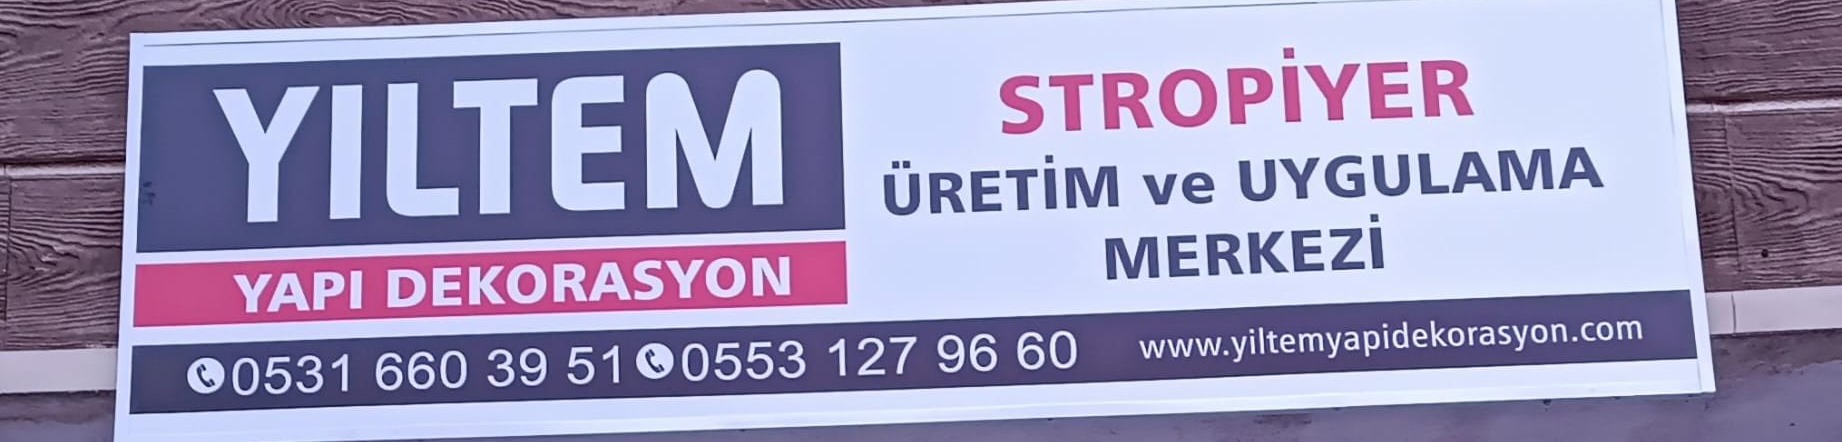 YILTEM
YAPI DEKORASYON
STROPİYER
ÜRETİM ve UYGULAMA
MERKEZİ
0531 660 39 51 0553 127 96 60
www.yiltemyapidekorasyon.com